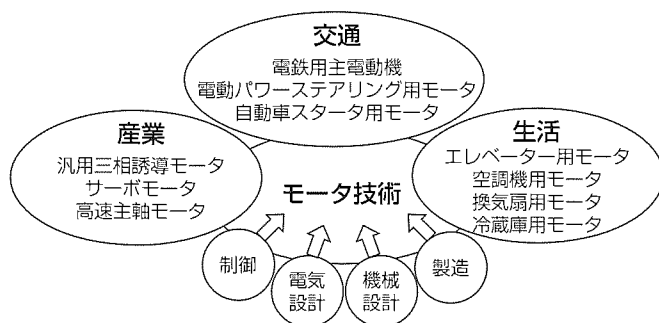 交通
電鉄用主電動機
電動パワーステアリング用モータ
自動車スタータ用モータ
産業
汎用三相誘導モータ
サーボモータ
高速主軸モータ
生活
エレベーター用モータ
空調機用モータ
換気扇用モータ
冷蔵庫用モータ
モータ技術
制御
電気
設計
機械
設計
製造